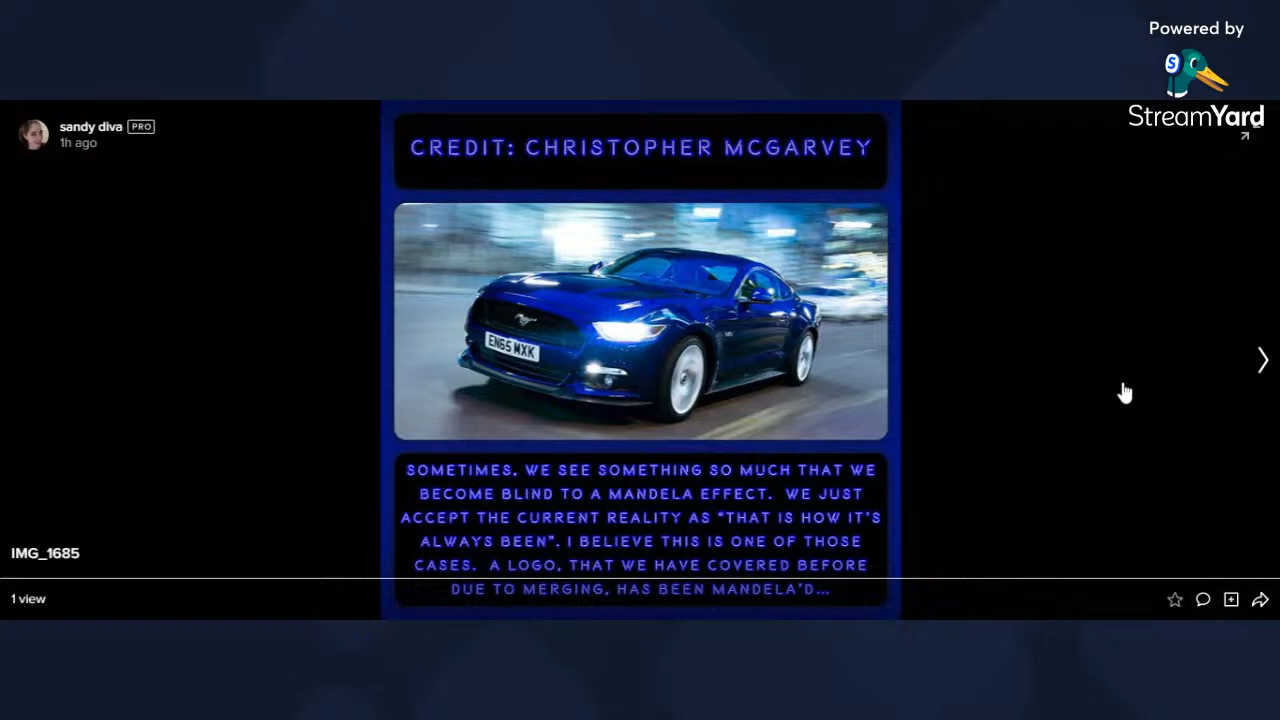 Powered by
StreamYard
sandy diva PRO
1h ago
CREDIT: CHRISTOPHER MCGARVEY
EN65 MXK
SOMETIMES, WE SEE SOMETHING SO MUCH THAT WE
BECOME BLIND TO A MANDELA EFFECT. WE JUST
ACCEPT THE CURRENT REALITY AS “THAT IS HOW IT'S
ALWAYS BEEN”. I BELIEVE THIS IS ONE OF THOSE
CASES. A LOGO, THAT WE HAVE COVERED BEFORE
DUE TO MERGING, HAS BEEN MANDELA'D...
IMG_1685
1 view